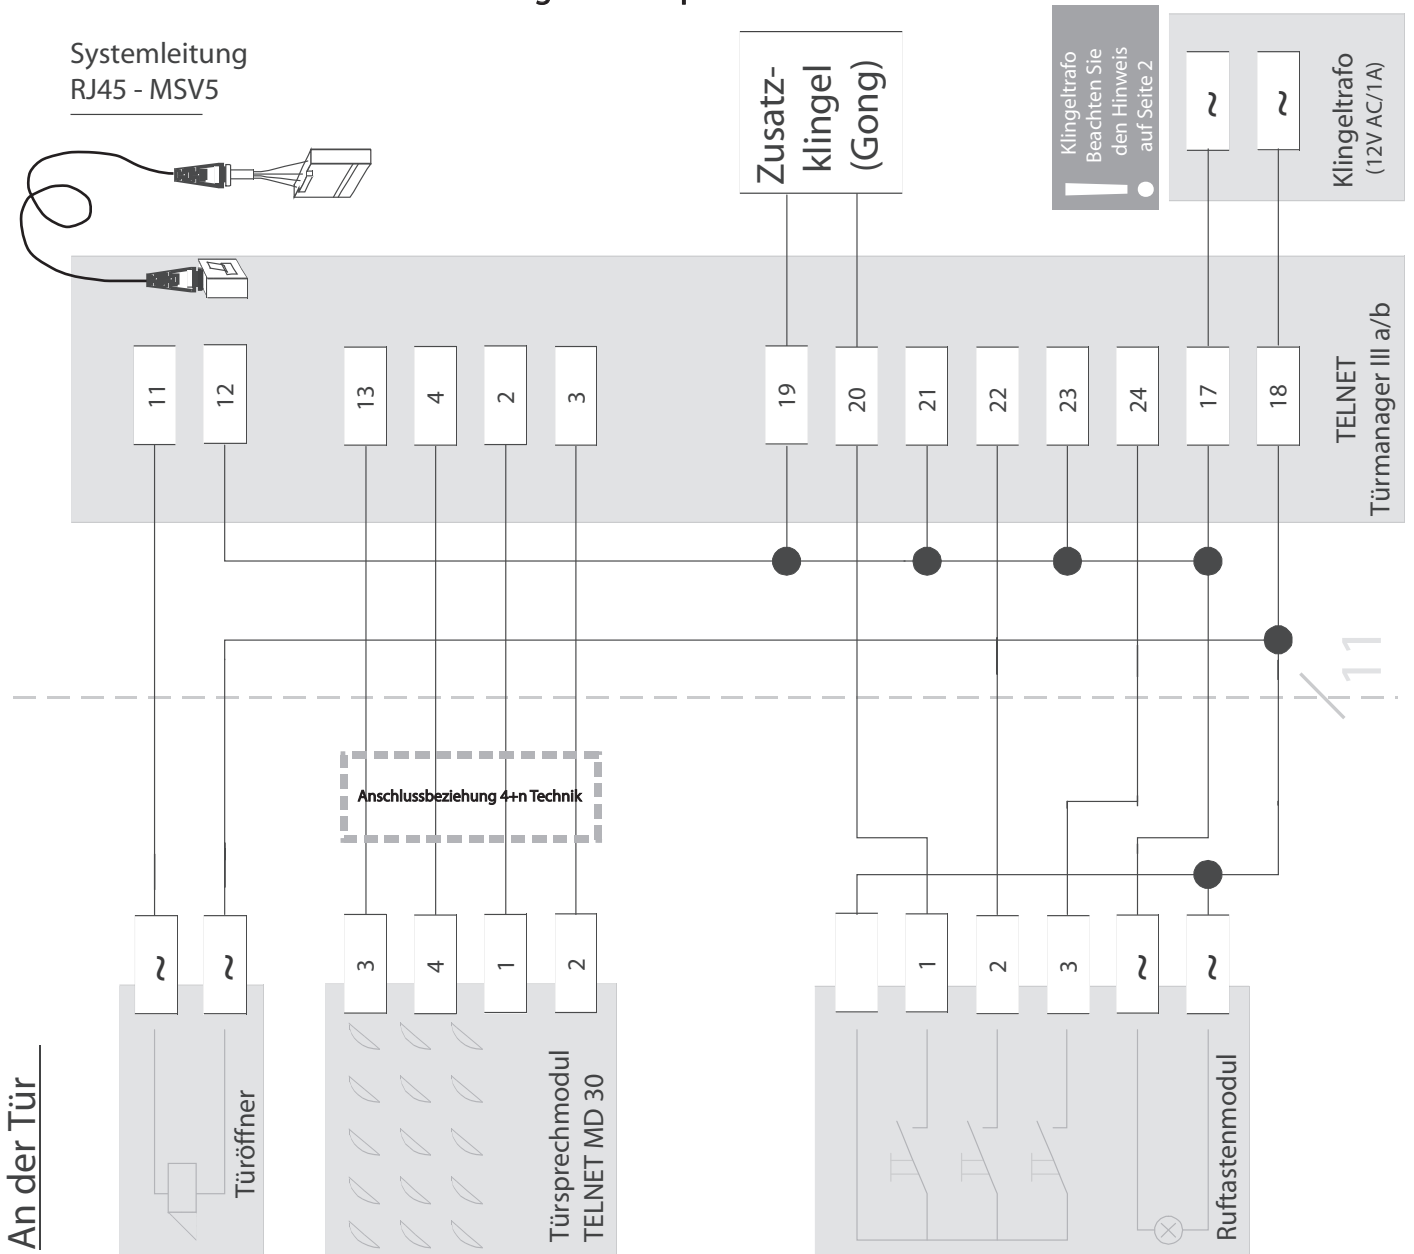 Systemleitung
RJ45 - MSV5
Zusatz-
klingel
(Gong)
Klingeltrafo
Beachten Sie
den Hinweis
auf Seite 2
!
~
~
Klingeltrafo
(12V AC/1A)
11
12
13
4
2
3
19
20
21
22
23
24
17
18
TELNET
Türmanager III a/b
11
Anschlussbeziehung 4+n Technik
~
~
3
4
1
2
1
2
3
~
~
An der Tür
Türöffner
Türsprechmodul
TELNET MD 30
Ruftastenmodul